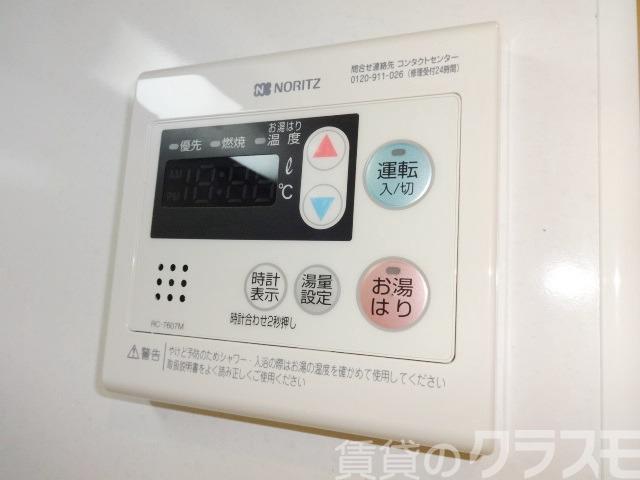 NORITZ
問合せ連絡先 コンタクトセンター
0120-911-026 (修理受付24時間)
優先 燃焼 お湯はり 温度
AM
PM
ℓ
℃
運転
入/切
時計
表示
湯量
設定
お湯
はり
時計合わせ2秒押し
RC-7607M
警告
やけど予防のためシャワー・入浴の際はお湯の温度を確かめて使用してください
取扱説明書をよく読み正しくご使用ください
賃貸のクラスモ